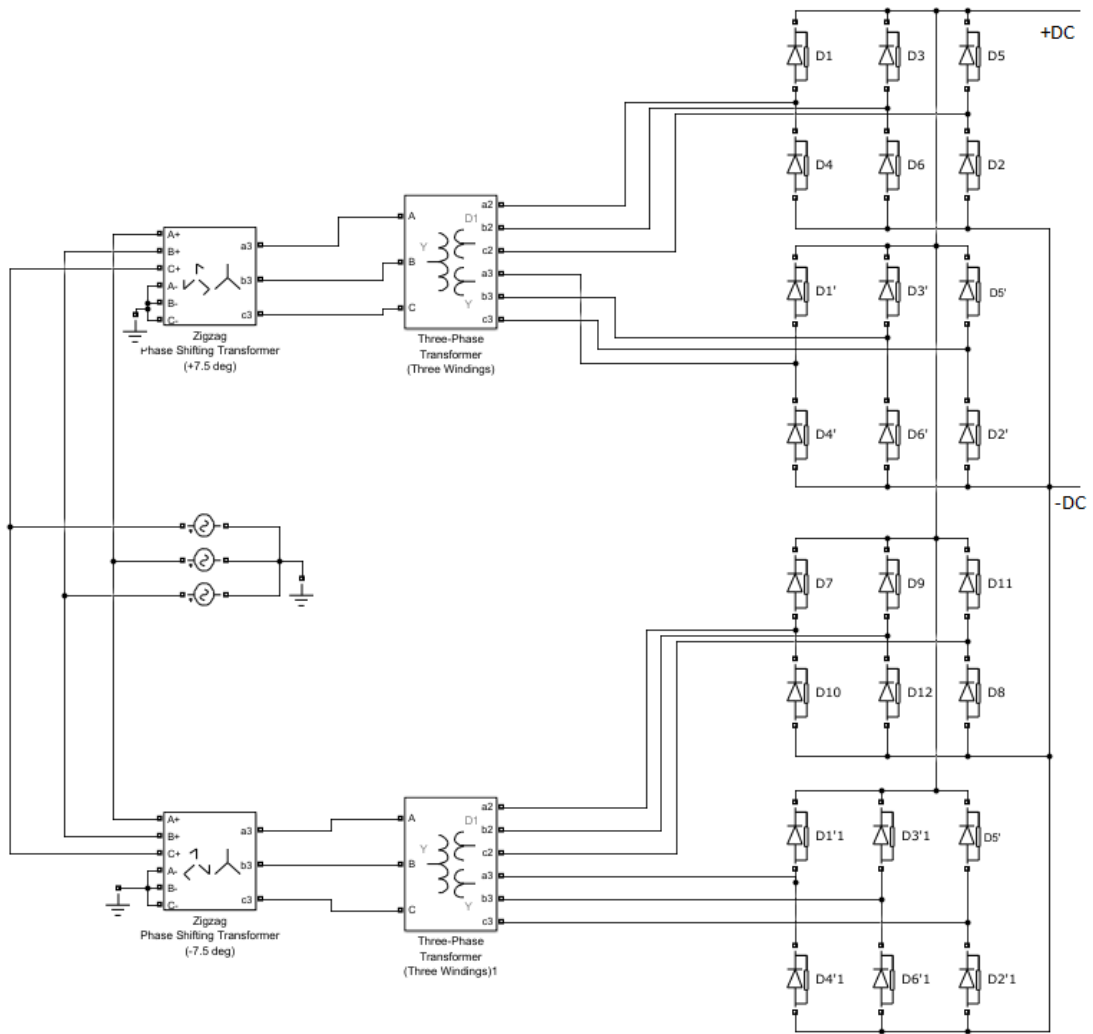 +DC
D1
D3
D5
D4
D6
D2
A
B
C
D1
Y
Y
a2
b2
c2
a3
b3
c3
A+
B+
C+
A-
B-
C-
a3
b3
c3
Zigzag
Phase Shifting Transformer
(+7.5 deg)
Three-Phase
Transformer
(Three Windings)
D1'
D3'
D5'
D4'
D6'
D2'
-DC
D7
D9
D11
D10
D12
D8
A+
B+
C+
A-
B-
C-
a3
b3
c3
Zigzag
Phase Shifting Transformer
(-7.5 deg)
A
B
C
D1
Y
Y
a2
b2
c2
a3
b3
c3
Three-Phase
Transformer
(Three Windings)1
D1'1
D3'1
D5'
D4'1
D6'1
D2'1